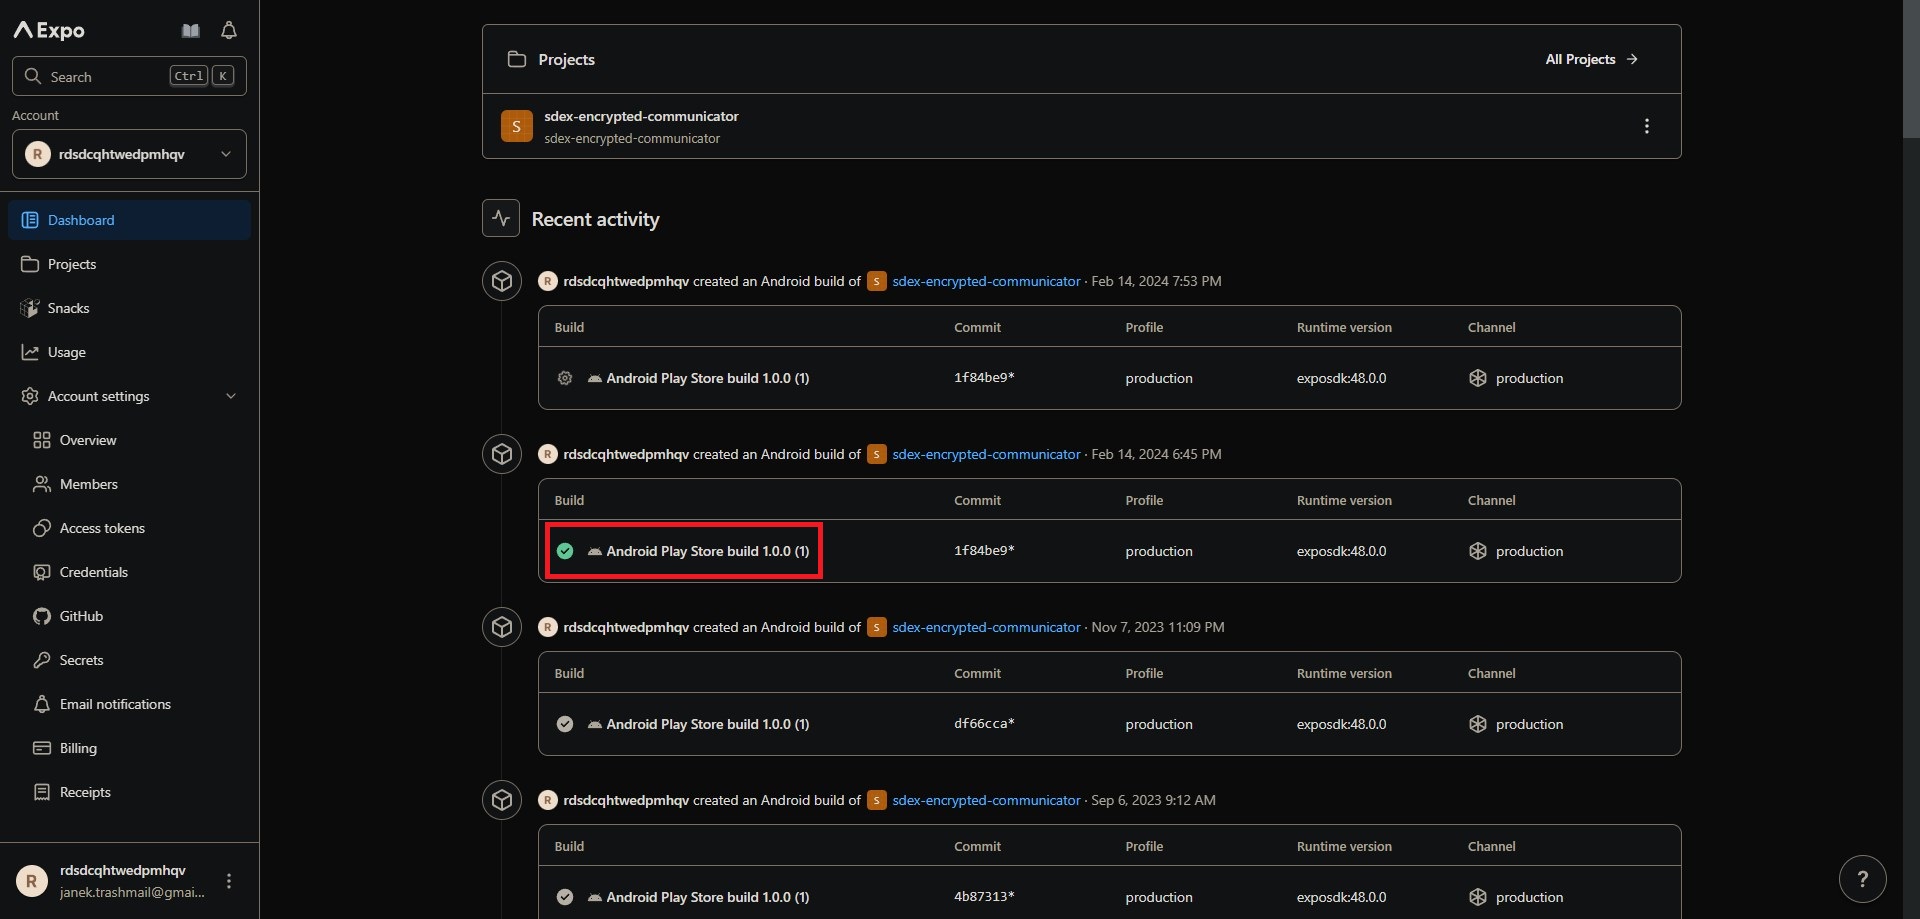 Expo
Search Ctrl K
Account
R rdsdcqhtwedpmhqv
Dashboard
Projects
Snacks
Usage
Account settings
Overview
Members
Access tokens
Credentials
GitHub
Secrets
Email notifications
Billing
Receipts
R rdsdcqhtwedpmhqv
janek.trashmail@gmai...
Projects All Projects
S sdex-encrypted-communicator
sdex-encrypted-communicator
Recent activity
R rdsdcqhtwedpmhqv created an Android build of S sdex-encrypted-communicator · Feb 14, 2024 7:53 PM
Build Commit Profile Runtime version Channel
Android Play Store build 1.0.0 (1) 1f84be9* production exposdk:48.0.0 production
R rdsdcqhtwedpmhqv created an Android build of S sdex-encrypted-communicator · Feb 14, 2024 6:45 PM
Build Commit Profile Runtime version Channel
Android Play Store build 1.0.0 (1) 1f84be9* production exposdk:48.0.0 production
R rdsdcqhtwedpmhqv created an Android build of S sdex-encrypted-communicator · Nov 7, 2023 11:09 PM
Build Commit Profile Runtime version Channel
Android Play Store build 1.0.0 (1) df66cca* production exposdk:48.0.0 production
R rdsdcqhtwedpmhqv created an Android build of S sdex-encrypted-communicator · Sep 6, 2023 9:12 AM
Build Commit Profile Runtime version Channel
Android Play Store build 1.0.0 (1) 4b87313* production exposdk:48.0.0 production
?